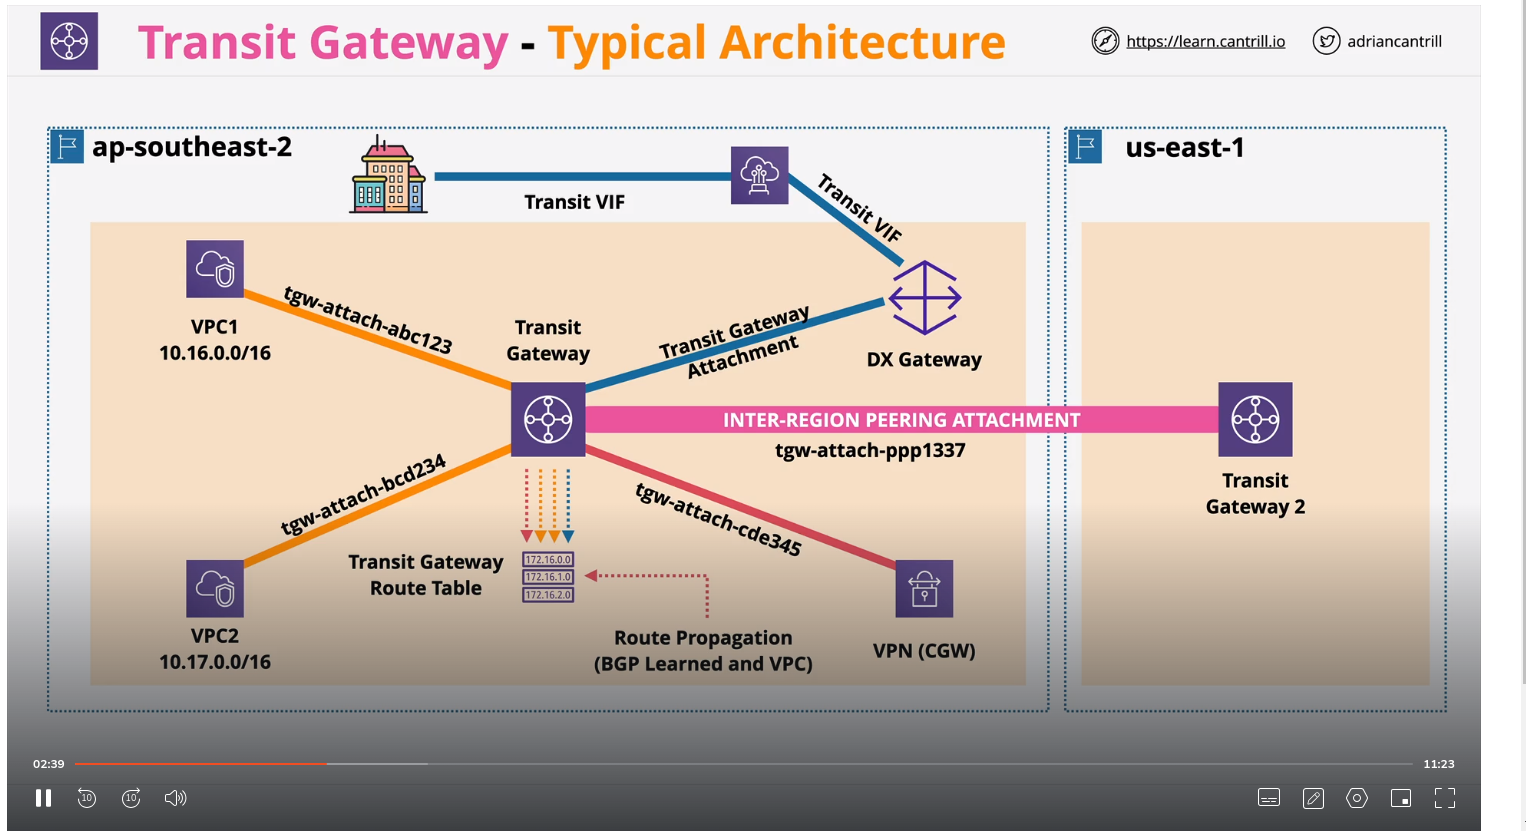 Transit Gateway - Typical Architecture
https://learn.cantrill.io
adriancantrill
ap-southeast-2
us-east-1
Transit VIF
Transit VIF
VPC1
10.16.0.0/16
tgw-attach-abc123
Transit
Gateway
Transit Gateway
Attachment
DX Gateway
INTER-REGION PEERING ATTACHMENT
tgw-attach-ppp1337
Transit
Gateway 2
tgw-attach-bcd234
tgw-attach-cde345
Transit Gateway
Route Table
172.16.0.0
172.16.1.0
172.16.2.0
VPC2
10.17.0.0/16
Route Propagation
(BGP Learned and VPC)
VPN (CGW)
02:39
11:23
10
10